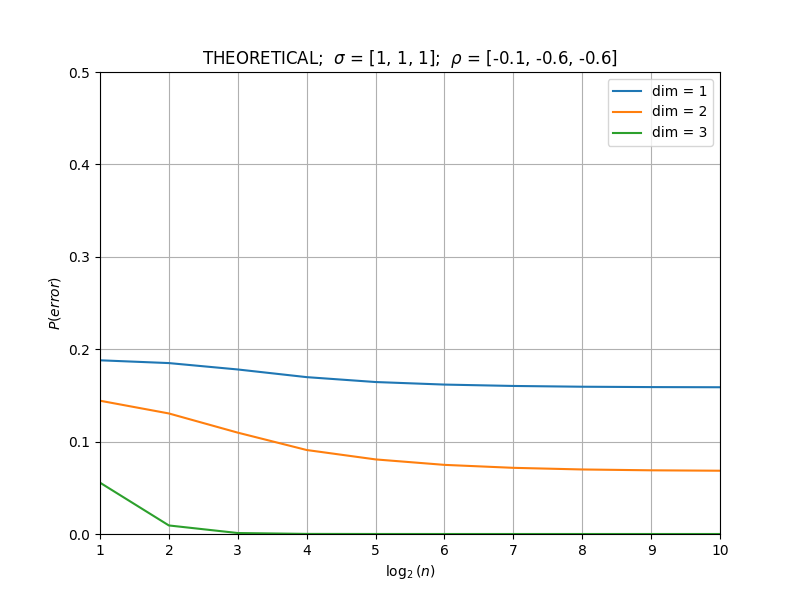 THEORETICAL; σ = [1, 1, 1]; ρ = [-0.1, -0.6, -0.6]
0.5
0.4
0.3
0.2
0.1
0.0
P(error)
dim = 1
dim = 2
dim = 3
1 2 3 4 5 6 7 8 9 10
log₂(n)